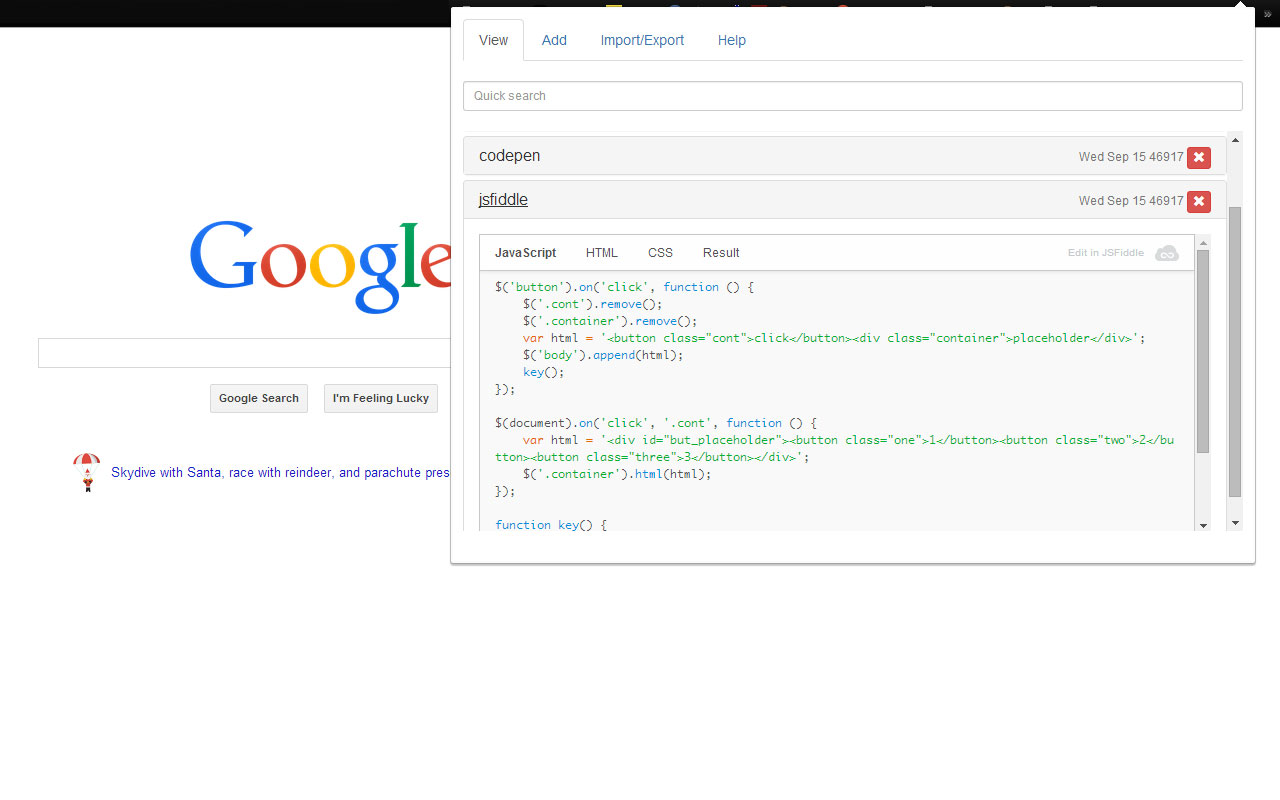 »
View Add Import/Export Help
Quick search
codepen Wed Sep 15 46917
jsfiddle Wed Sep 15 46917
JavaScript HTML CSS Result Edit in JSFiddle
$('button').on('click', function () {
    $('.cont').remove();
    $('.container').remove();
    var html = '<button class="cont">click</button><div class="container">placeholder</div>';
    $('body').append(html);
    key();
});
$(document).on('click', '.cont', function () {
    var html = '<div id="but_placeholder"><button class="one">1</button><button class="two">2</bu
tton><button class="three">3</button></div>';
    $('.container').html(html);
});
function key() {
Google
Google Search I'm Feeling Lucky
Skydive with Santa, race with reindeer, and parachute pres